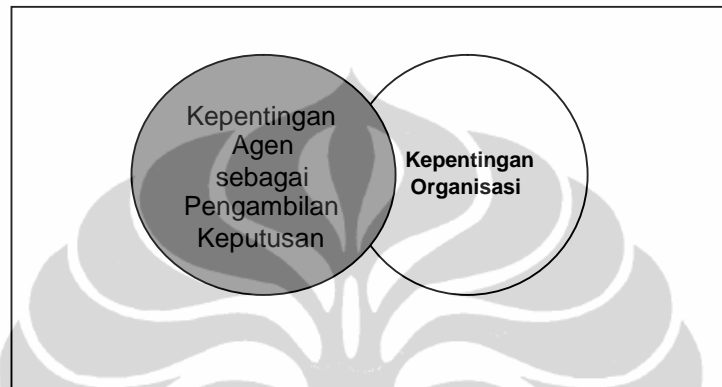 Kepentingan
Agen
sebagai
Pengambilan
Keputusan
Kepentingan
Organisasi